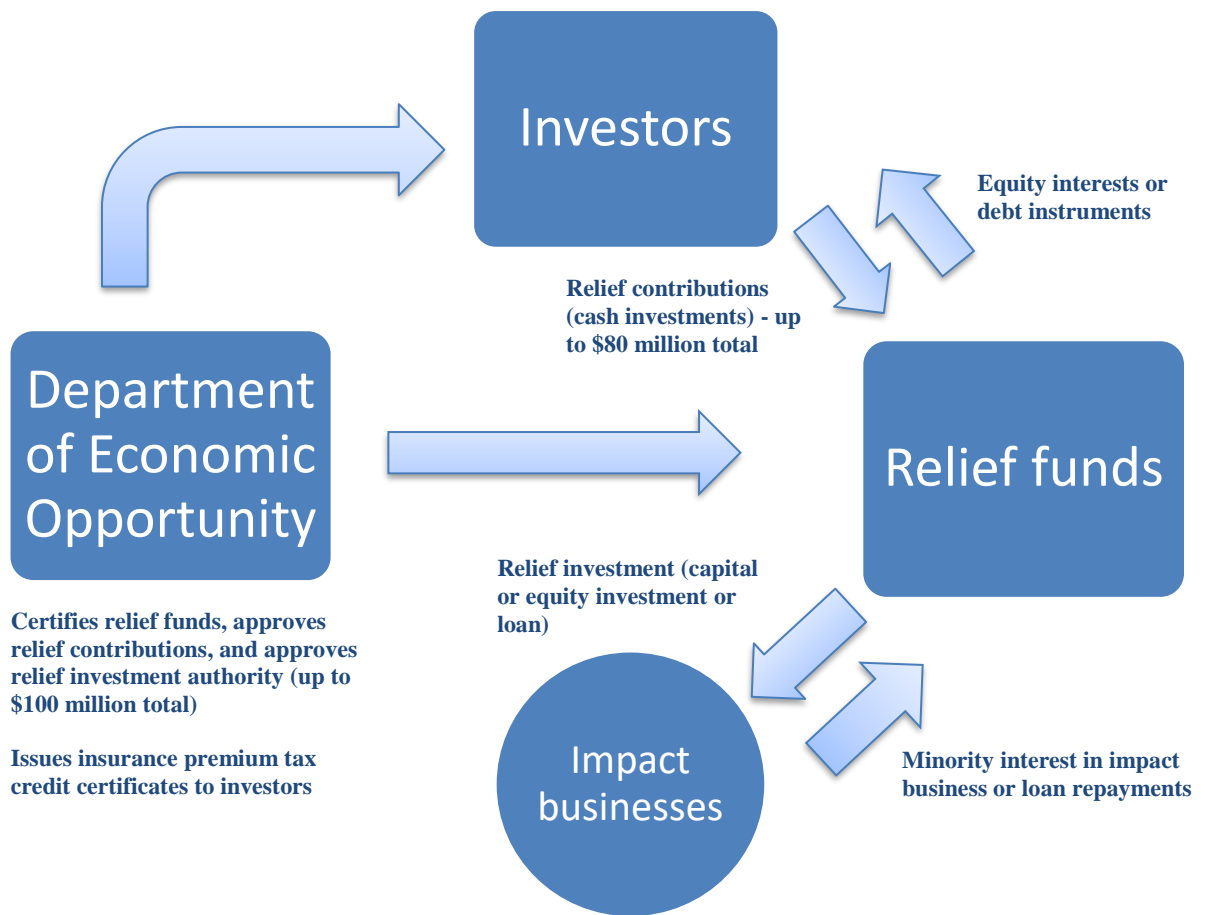 Investors
Equity interests or
debt instruments
Relief contributions
(cash investments) - up
to $80 million total
Department
of Economic
Opportunity
Relief funds
Certifies relief funds, approves
relief contributions, and approves
relief investment authority (up to
$100 million total)
Issues insurance premium tax
credit certificates to investors
Relief investment (capital
or equity investment or
loan)
Impact
businesses
Minority interest in impact
business or loan repayments